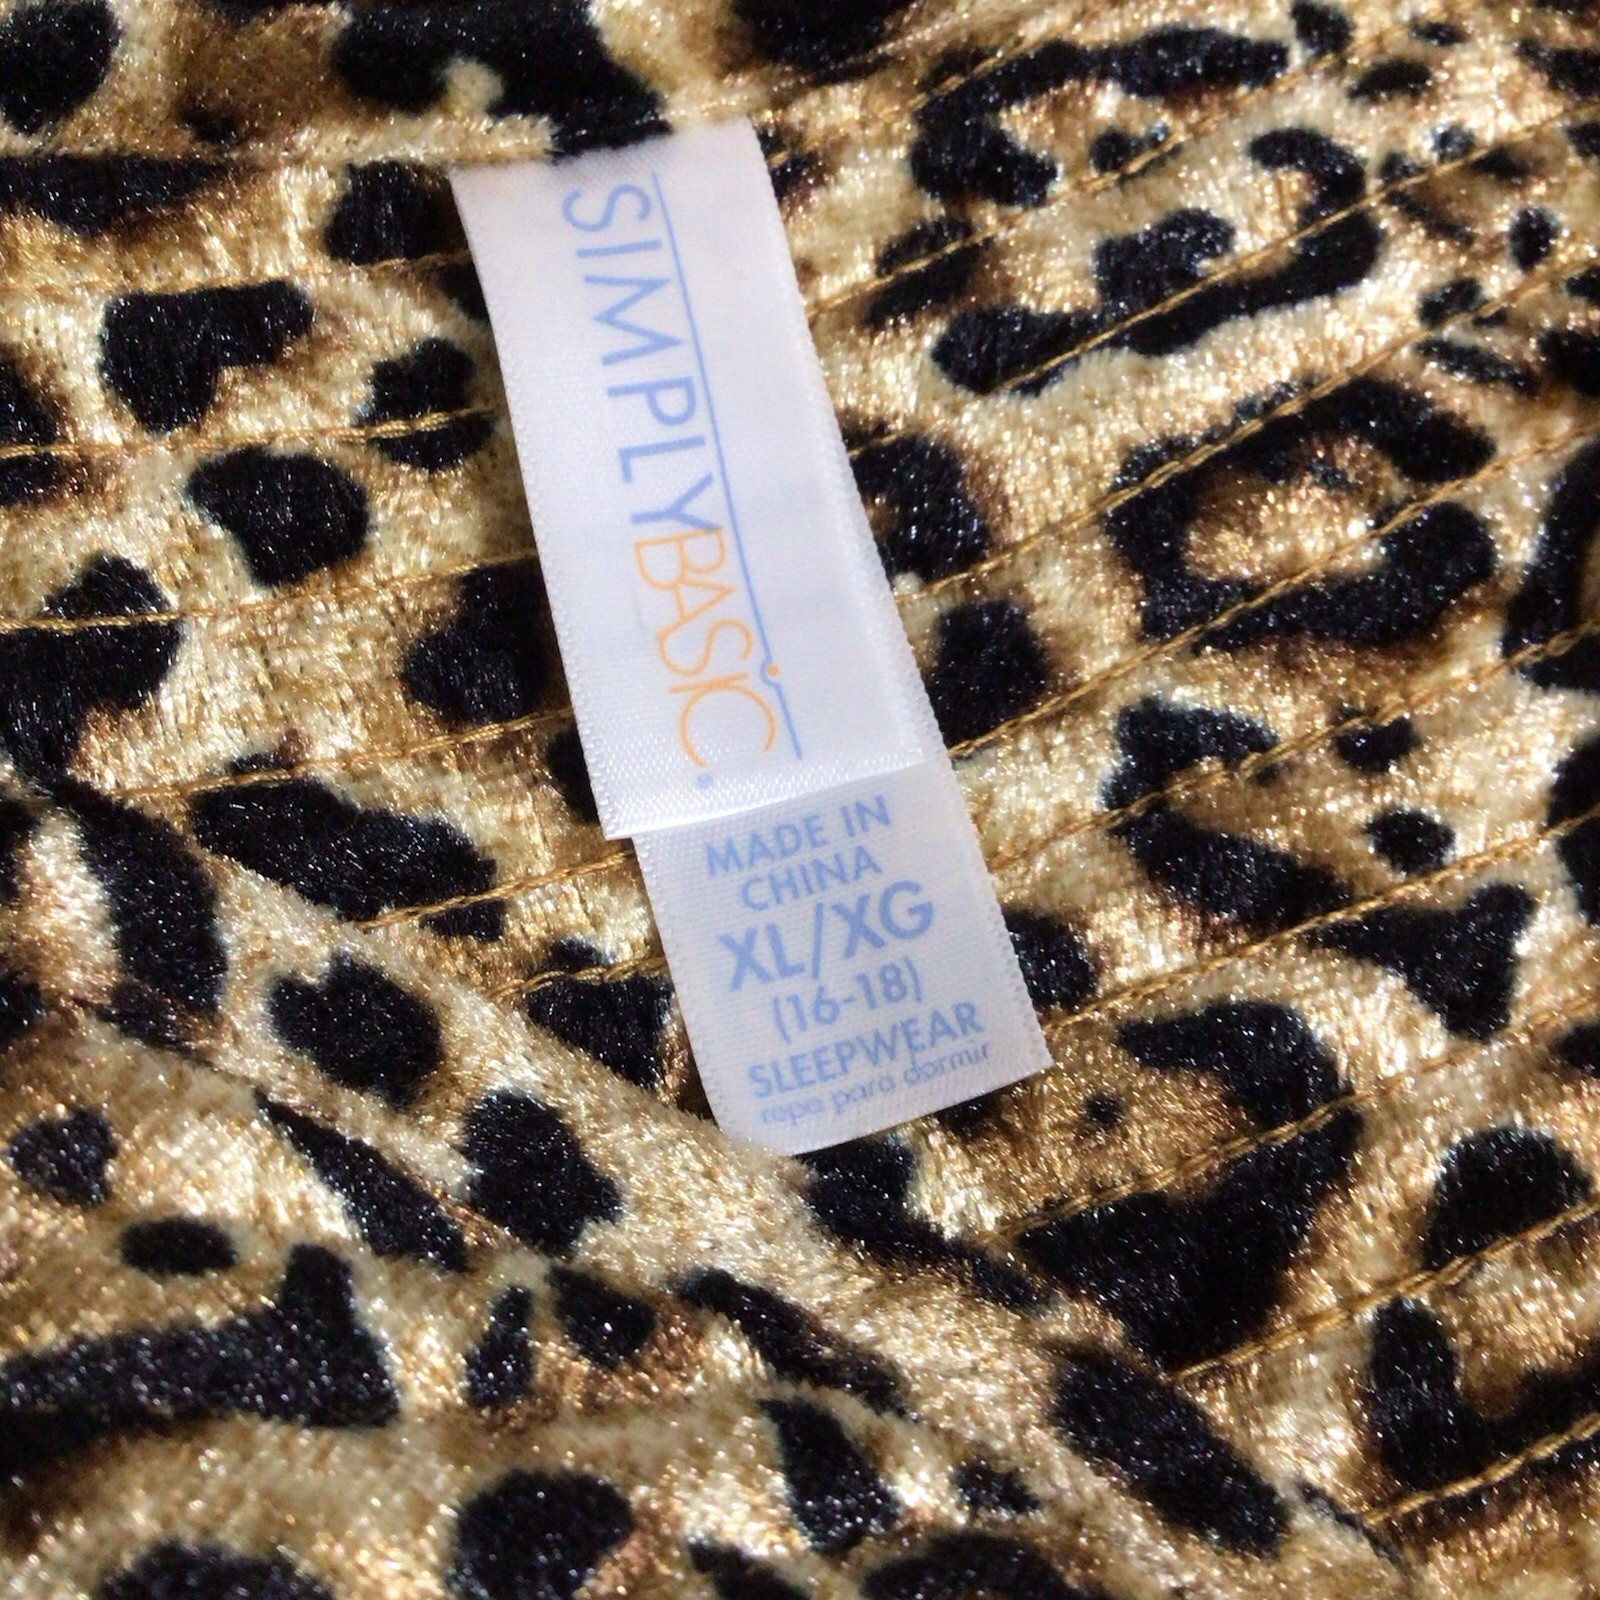 SIMPLYBASIC
MADE IN
CHINA
XL/XG
(16-18)
SLEEPWEAR
ropa para dormir